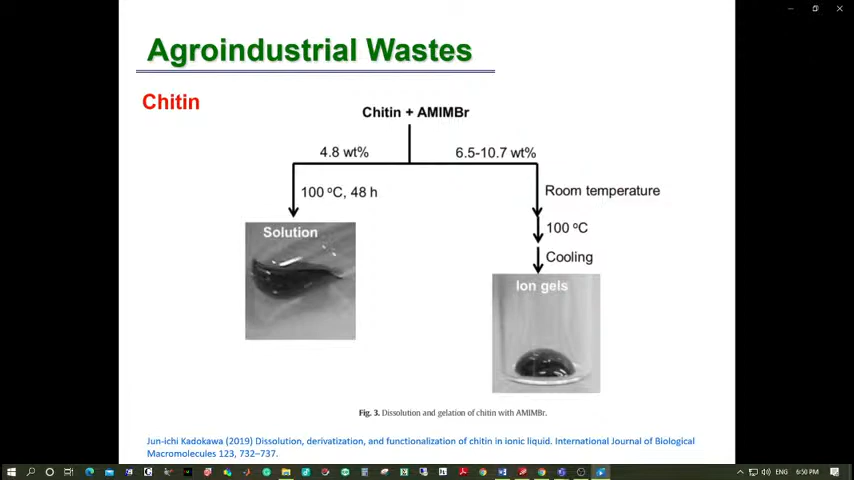 Agroindustrial Wastes
Chitin
Chitin + AMIMBr
4.8 wt%
6.5-10.7 wt%
100 ºC, 48 h
Room temperature
100 ºC
Cooling
Solution
Ion gels
Fig. 3. Dissolution and gelation of chitin with AMIMBr.
Jun-ichi Kadokawa (2019) Dissolution, derivatization, and functionalization of chitin in ionic liquid. International Journal of Biological
Macromolecules 123, 732–737.
ENG
6:50 PM